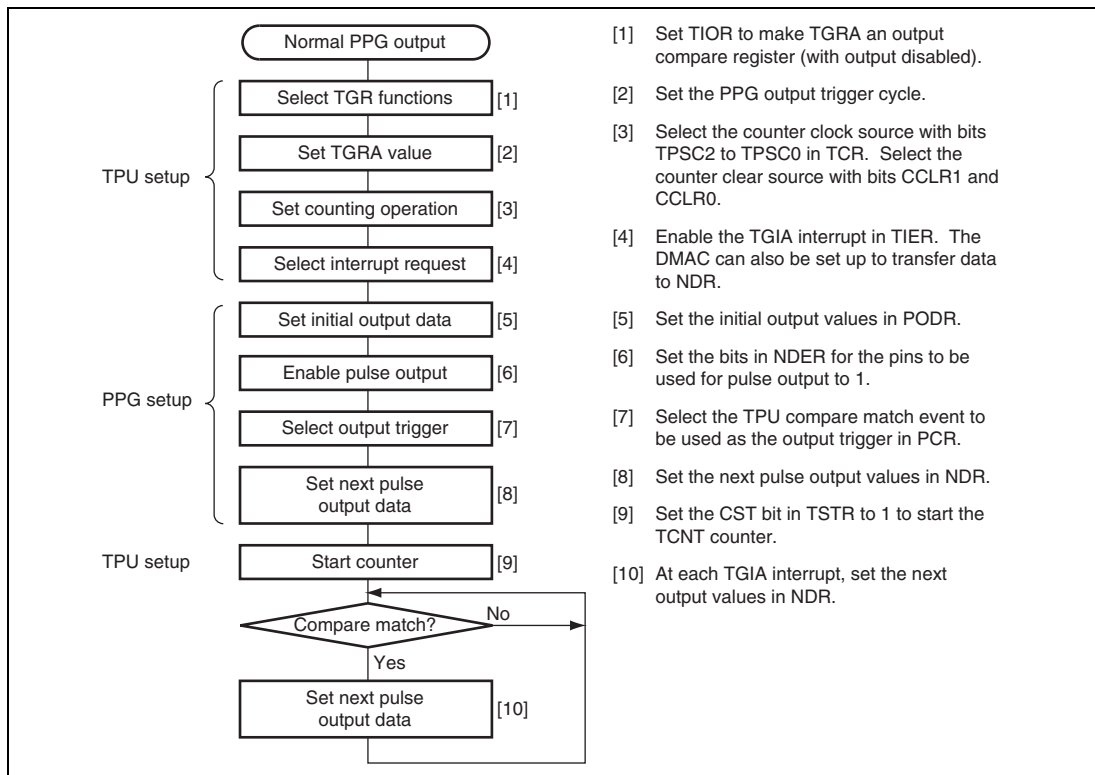 Normal PPG output
Select TGR functions [1]
Set TGRA value [2]
TPU setup
Set counting operation [3]
Select interrupt request [4]
Set initial output data [5]
Enable pulse output [6]
PPG setup
Select output trigger [7]
Set next pulse
output data [8]
TPU setup
Start counter [9]
Compare match?
No
Yes
Set next pulse
output data [10]
[1] Set TIOR to make TGRA an output
compare register (with output disabled).
[2] Set the PPG output trigger cycle.
[3] Select the counter clock source with bits
TPSC2 to TPSC0 in TCR. Select the
counter clear source with bits CCLR1 and
CCLR0.
[4] Enable the TGIA interrupt in TIER. The
DMAC can also be set up to transfer data
to NDR.
[5] Set the initial output values in PODR.
[6] Set the bits in NDER for the pins to be
used for pulse output to 1.
[7] Select the TPU compare match event to
be used as the output trigger in PCR.
[8] Set the next pulse output values in NDR.
[9] Set the CST bit in TSTR to 1 to start the
TCNT counter.
[10] At each TGIA interrupt, set the next
output values in NDR.